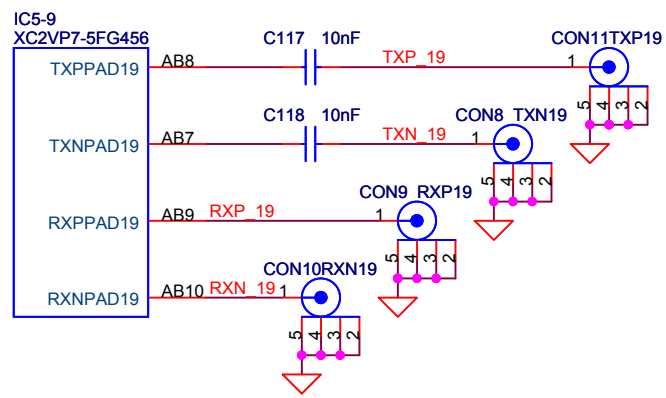 IC5-9
XC2VP7-5FG456
TXPPAD19 AB8 C117 10nF TXP_19 1 CON11TXP19
5 4 3 2
TXNPAD19 AB7 C118 10nF TXN_19 1 CON8 TXN19
5 4 3 2
RXPPAD19 AB9 RXP_19 1 CON9 RXP19
5 4 3 2
RXNPAD19 AB10 RXN_19 1 CON10RXN19
5 4 3 2